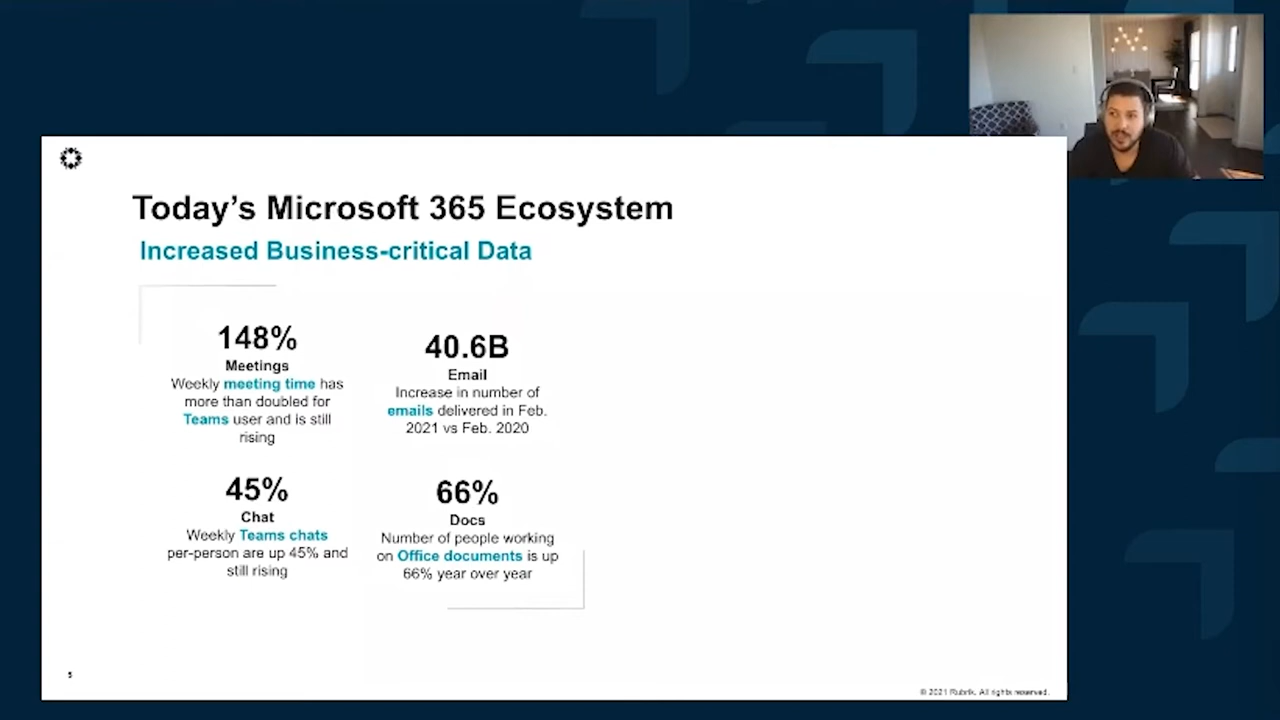 Today's Microsoft 365 Ecosystem
Increased Business-critical Data
148%
Meetings
Weekly meeting time has
more than doubled for
Teams user and is still
rising
40.6B
Email
Increase in number of
emails delivered in Feb.
2021 vs Feb. 2020
45%
Chat
Weekly Teams chats
per-person are up 45% and
still rising
66%
Docs
Number of people working
on Office documents is up
66% year over year
5
© 2021 Rubrik. All rights reserved.